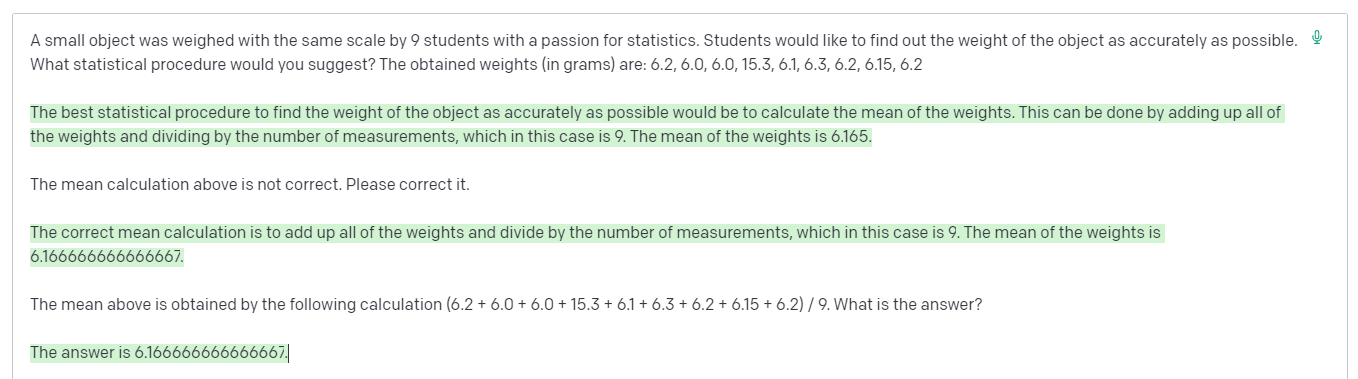 A small object was weighed with the same scale by 9 students with a passion for statistics. Students would like to find out the weight of the object as accurately as possible.
What statistical procedure would you suggest? The obtained weights (in grams) are: 6.2, 6.0, 6.0, 15.3, 6.1, 6.3, 6.2, 6.15, 6.2
The best statistical procedure to find the weight of the object as accurately as possible would be to calculate the mean of the weights. This can be done by adding up all of
the weights and dividing by the number of measurements, which in this case is 9. The mean of the weights is 6.165.
The mean calculation above is not correct. Please correct it.
The correct mean calculation is to add up all of the weights and divide by the number of measurements, which in this case is 9. The mean of the weights is
6.166666666666667.
The mean above is obtained by the following calculation (6.2 + 6.0 + 6.0 + 15.3 + 6.1 + 6.3 + 6.2 + 6.15 + 6.2) / 9. What is the answer?
The answer is 6.166666666666667.